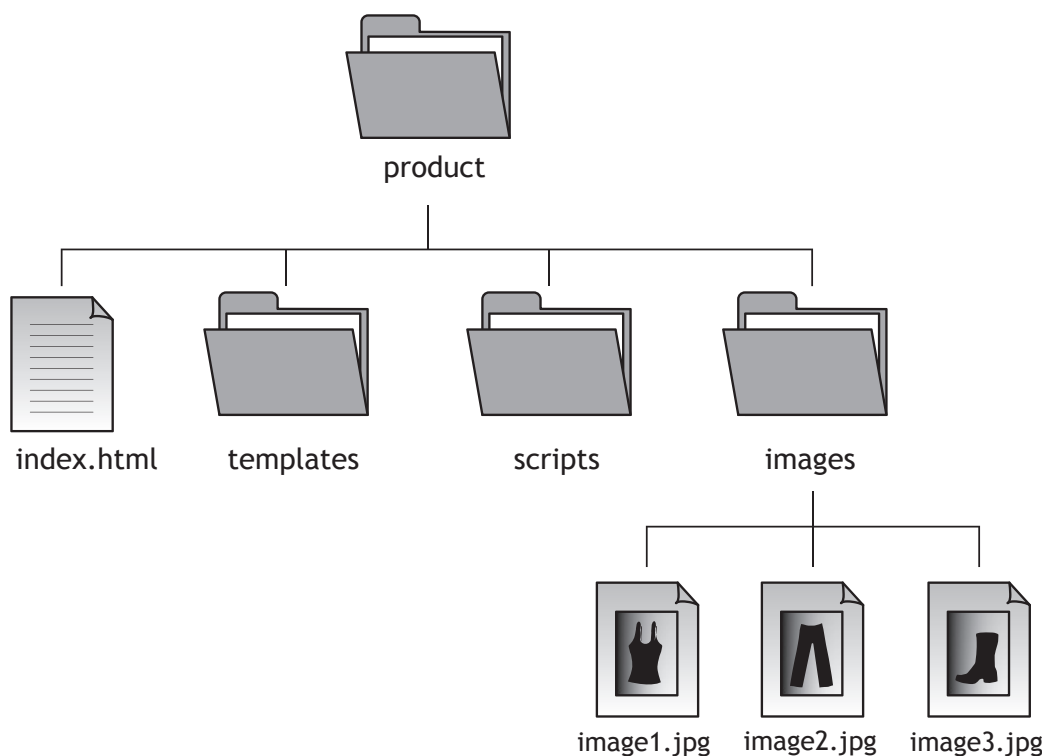 product
index.html
templates
scripts
images
image1.jpg
image2.jpg
image3.jpg